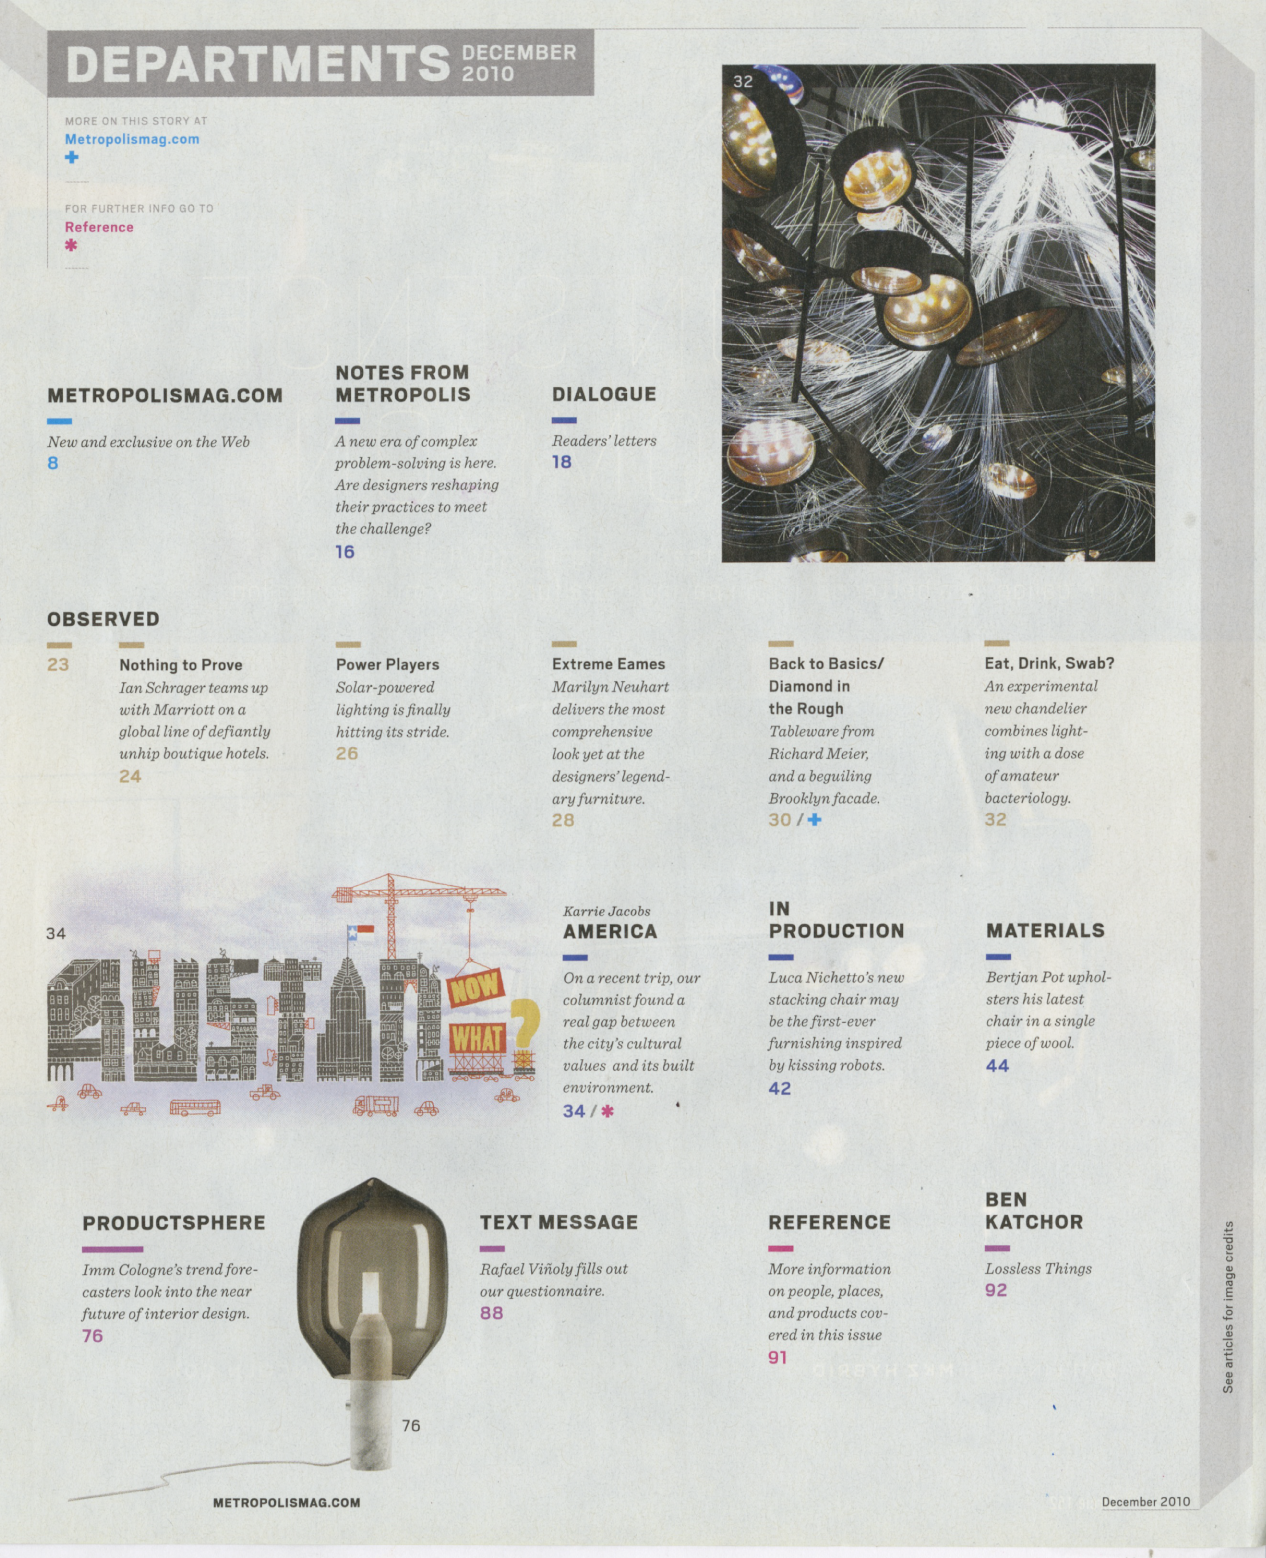 DEPARTMENTS DECEMBER 2010
MORE ON THIS STORY AT
Metropolismag.com
+
FOR FURTHER INFO GO TO
Reference
*
32
METROPOLISMAG.COM
New and exclusive on the Web
8
NOTES FROM
METROPOLIS
A new era of complex
problem-solving is here.
Are designers reshaping
their practices to meet
the challenge?
16
DIALOGUE
Readers' letters
18
OBSERVED
23
Nothing to Prove
Ian Schrager teams up
with Marriott on a
global line of defiantly
unhip boutique hotels.
24
Power Players
Solar-powered
lighting is finally
hitting its stride.
26
Extreme Eames
Marilyn Neuhart
delivers the most
comprehensive
look yet at the
designers' legend-
ary furniture.
28
Back to Basics/
Diamond in
the Rough
Tableware from
Richard Meier,
and a beguiling
Brooklyn facade.
30 / +
Eat, Drink, Swab?
An experimental
new chandelier
combines light-
ing with a dose
of amateur
bacteriology.
32
34
AUSTIN
NOW
WHAT ?
Karrie Jacobs
AMERICA
On a recent trip, our
columnist found a
real gap between
the city's cultural
values and its built
environment.
34 / *
IN
PRODUCTION
Luca Nichetto's new
stacking chair may
be the first-ever
furnishing inspired
by kissing robots.
42
MATERIALS
Bertjan Pot uphol-
sters his latest
chair in a single
piece of wool.
44
PRODUCTSPHERE
Imm Cologne's trend fore-
casters look into the near
future of interior design.
76
76
TEXT MESSAGE
Rafael Viñoly fills out
our questionnaire.
88
REFERENCE
More information
on people, places,
and products cov-
ered in this issue
91
BEN
KATCHOR
Lossless Things
92
See articles for image credits
METROPOLISMAG.COM
December 2010